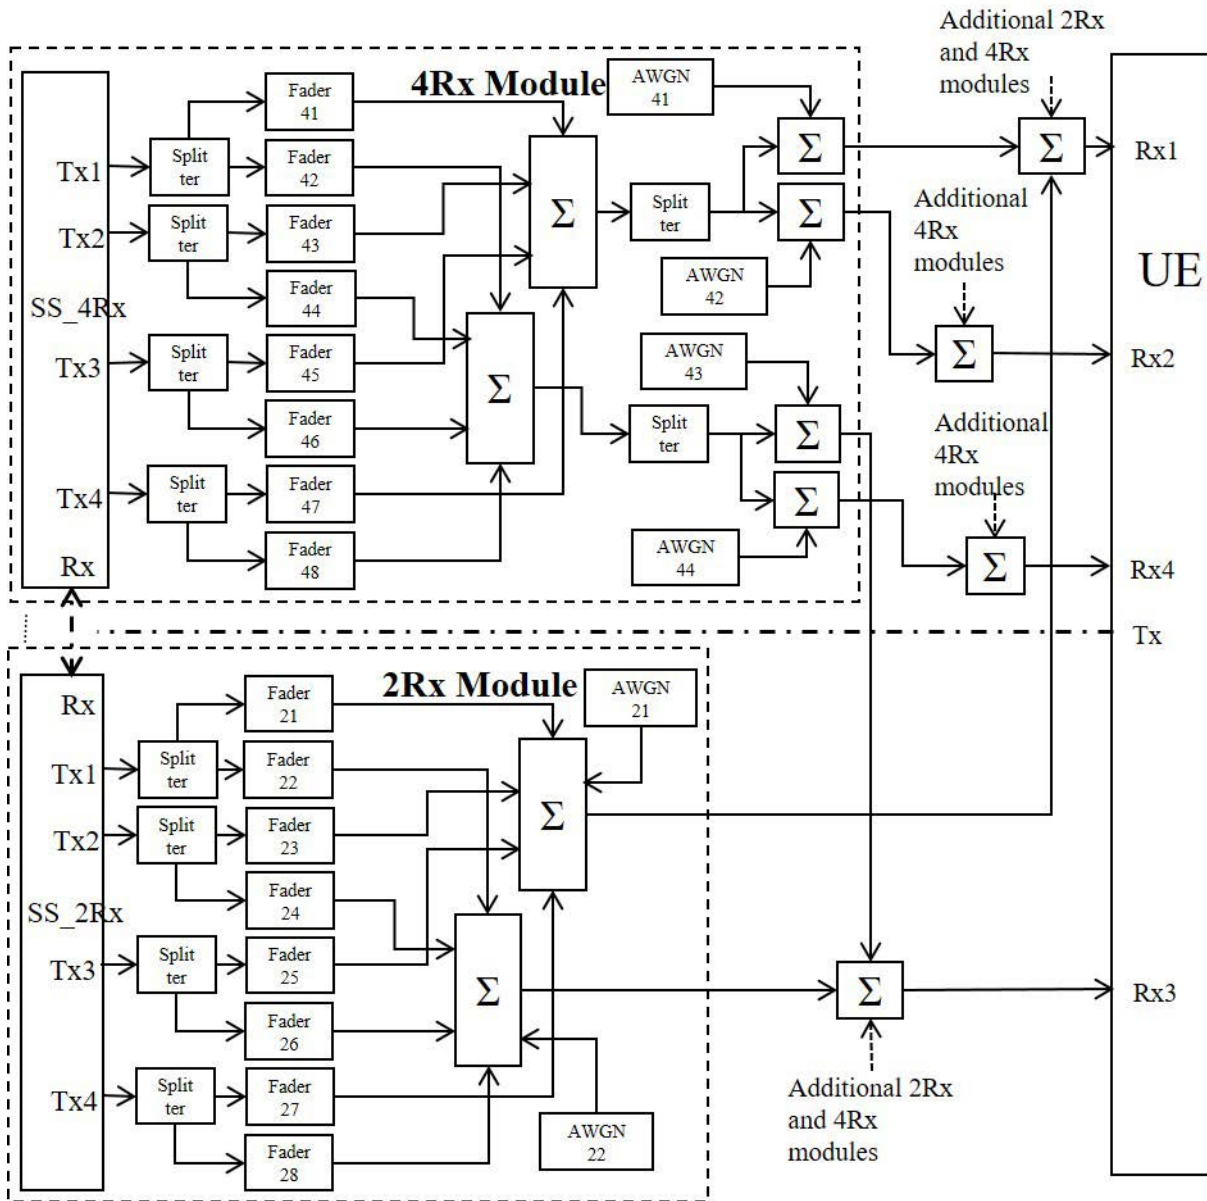 Additional 2Rx
and 4Rx
modules
4Rx Module
Fader
41
AWGN
41
Tx1
Split
ter
Fader
42
Σ
Σ
Σ
Rx1
Tx2
Split
ter
Fader
43
Σ
Split
ter
Σ
Additional
4Rx
modules
UE
SS_4Rx
Fader
44
AWGN
42
Tx3
Split
ter
Fader
45
Σ
AWGN
43
Σ
Rx2
Fader
46
Split
ter
Σ
Additional
4Rx
modules
Tx4
Split
ter
Fader
47
Σ
Rx
Fader
48
AWGN
44
Σ
Rx4
Tx
2Rx Module
Rx
Fader
21
AWGN
21
Tx1
Split
ter
Fader
22
Tx2
Split
ter
Fader
23
Σ
SS_2Rx
Fader
24
Tx3
Split
ter
Fader
25
Σ
Σ
Rx3
Fader
26
Tx4
Split
ter
Fader
27
AWGN
22
Fader
28
Additional 2Rx
and 4Rx
modules